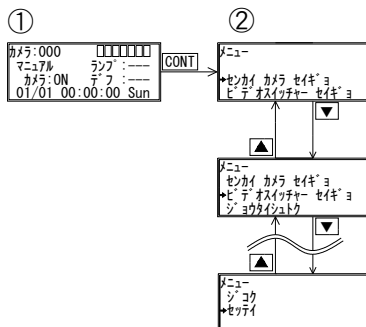 ①
カメラ:000 □□□□□□□
マニュアル ランプ:---
カメラ:ON デフ:---
01/01 00:00:00 Sun
CONT
②
メニュー
→センカイ カメラ セイギョ
ビデオスイッチャー セイギョ
▼
▲
メニュー
センカイ カメラ セイギョ
→ビデオスイッチャー セイギョ
ジョウタイシュトク
▼
▲
メニュー
ジコク
→セッテイ